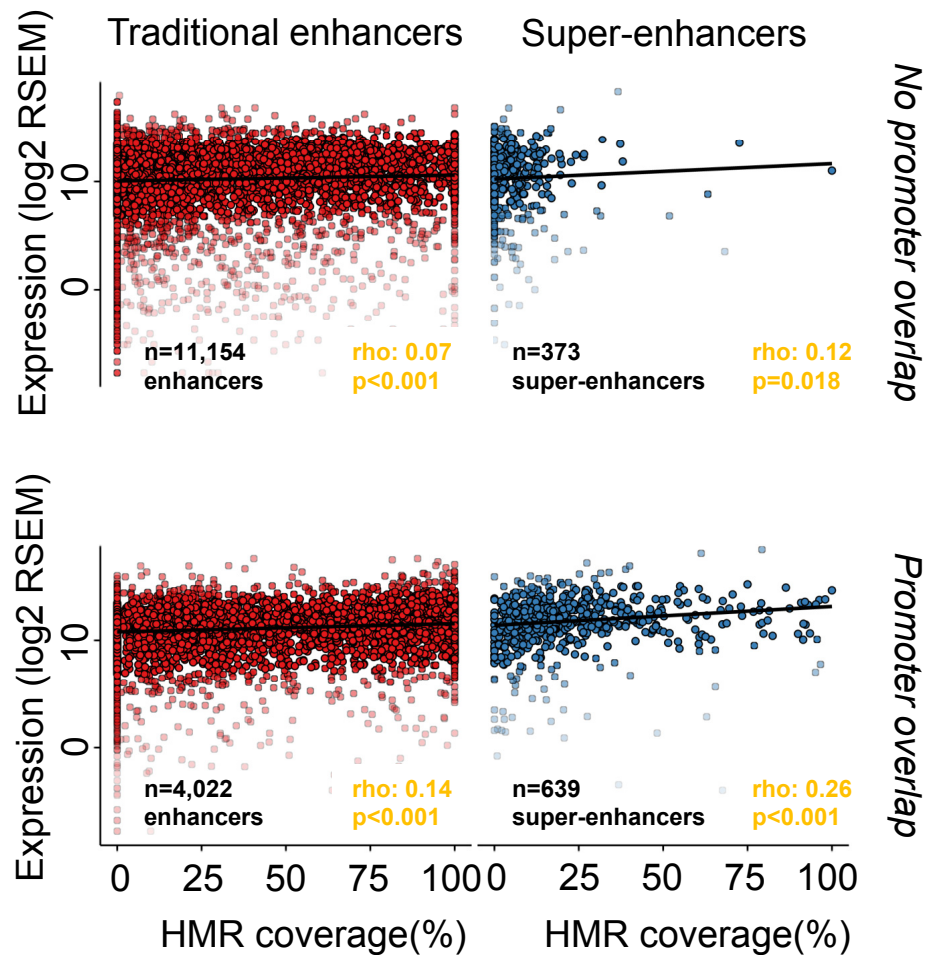 Traditional enhancers
Super-enhancers
Expression (log2 RSEM)
10
0
n=11,154
enhancers
rho: 0.07
p<0.001
n=373
super-enhancers
rho: 0.12
p=0.018
No promoter overlap
Expression (log2 RSEM)
10
0
n=4,022
enhancers
rho: 0.14
p<0.001
n=639
super-enhancers
rho: 0.26
p<0.001
Promoter overlap
0 25 50 75 100
0 25 50 75 100
HMR coverage(%)
HMR coverage(%)